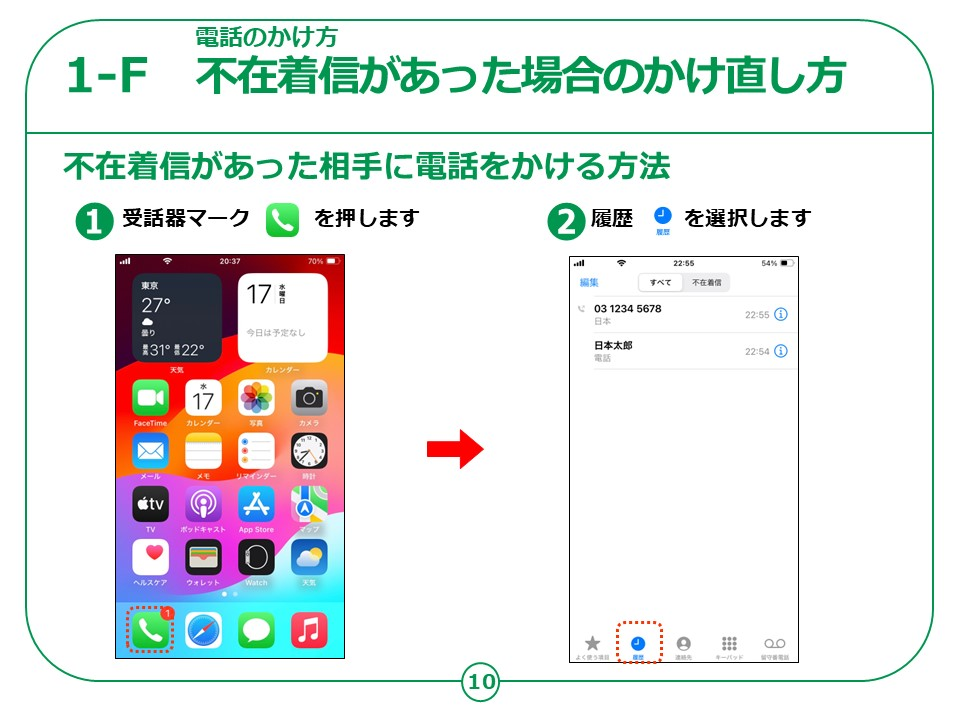 電話のかけ方
1-F 不在着信があった場合のかけ直し方
不在着信があった相手に電話をかける方法
1 受話器マーク を押します
20:37 70%
東京
27°
曇り
最高31° 最低22°
天気
17 水曜日
今日は予定なし
カレンダー
水
17
FaceTime カレンダー 写真 カメラ
メール メモ リマインダー 時計
tv
TV ポッドキャスト App Store マップ
ヘルスケア ウォレット Watch 天気
1
2 履歴 履歴 を選択します
22:55 54%
編集 すべて 不在着信
03 1234 5678
日本
22:55
日本太郎
電話
22:54
よく使う項目 履歴 連絡先 キーパッド 留守番電話
10